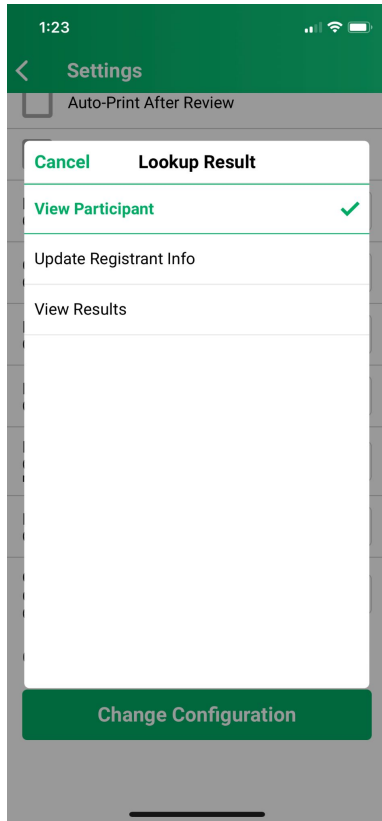 1:23
Settings
Auto-Print After Review
Cancel Lookup Result
View Participant
Update Registrant Info
View Results
Change Configuration